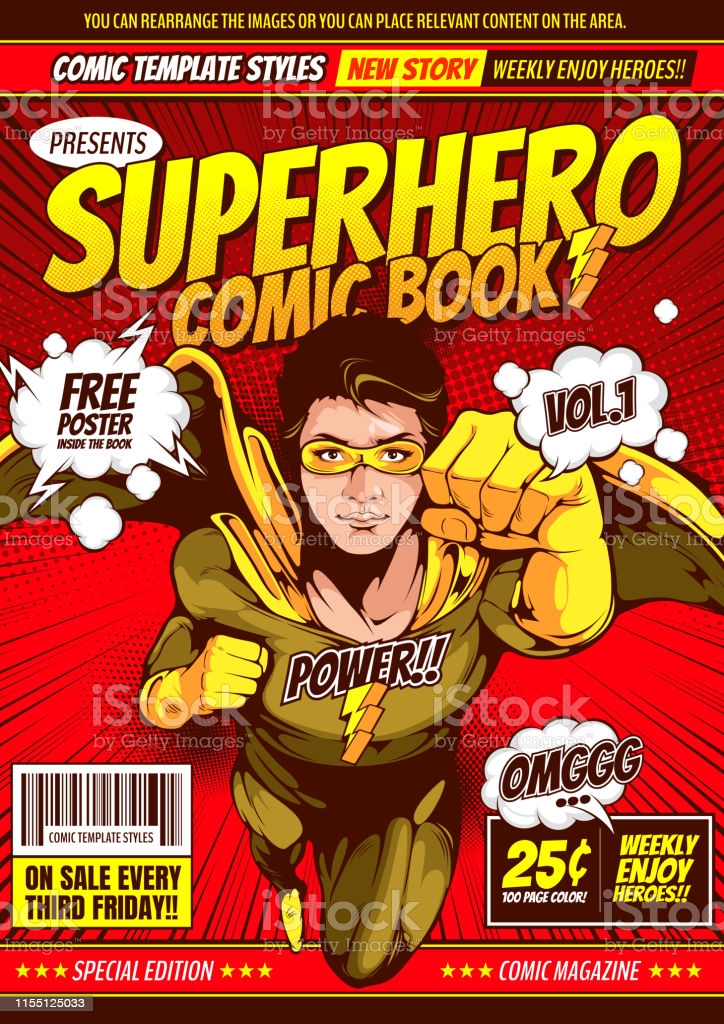 YOU CAN REARRANGE THE IMAGES OR YOU CAN PLACE RELEVANT CONTENT ON THE AREA.
COMIC TEMPLATE STYLES NEW STORY WEEKLY ENJOY HEROES!!
PRESENTS
SUPERHERO
COMIC BOOK
FREE
POSTER
INSIDE THE BOOK
VOL.1
POWER!!
OMGGG
...
COMIC TEMPLATE STYLES
ON SALE EVERY
THIRD FRIDAY!!
25¢
100 PAGE COLOR!
WEEKLY
ENJOY
HEROES!!
★★★ SPECIAL EDITION ★★★
★★★ COMIC MAGAZINE ★★★
iStock
by Getty Images™
1155125033